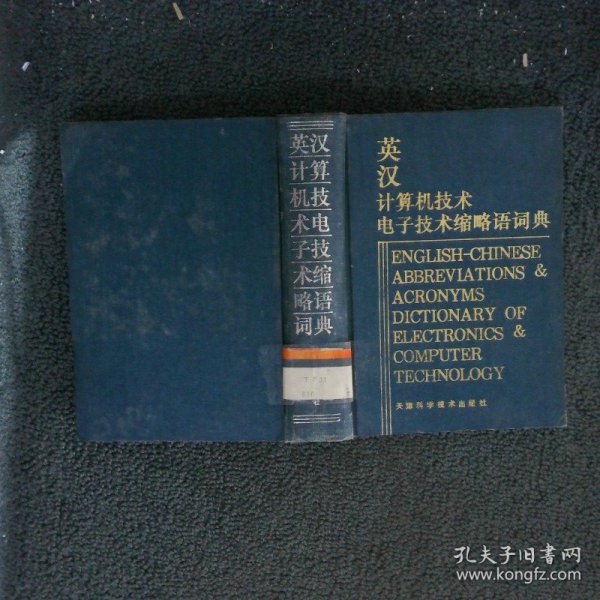 英汉
计算
机技
术电
子技
术缩
略语
词典
英
汉
计算机技术
电子技术缩略语词典
ENGLISH-CHINESE
ABBREVIATIONS &
ACRONYMS
DICTIONARY OF
ELECTRONICS &
COMPUTER
TECHNOLOGY
天津科学技术出版社
孔夫子旧书网
www.kongfz.com